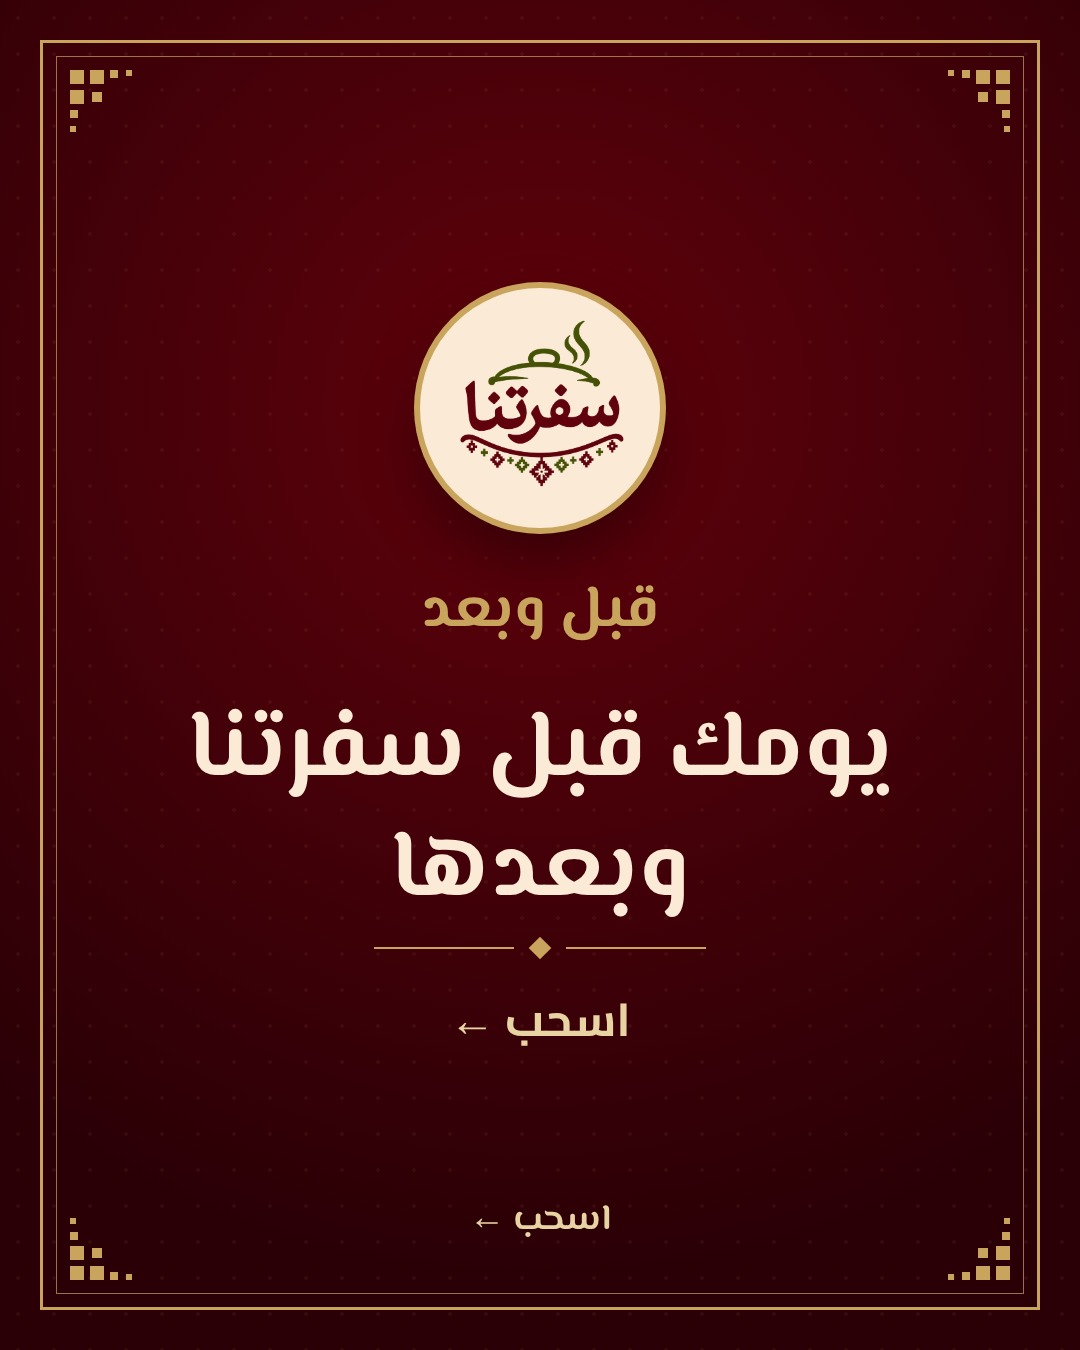 سفرتنا
قبل وبعد
يومك قبل سفرتنا
وبعدها
اسحب ←
اسحب ←